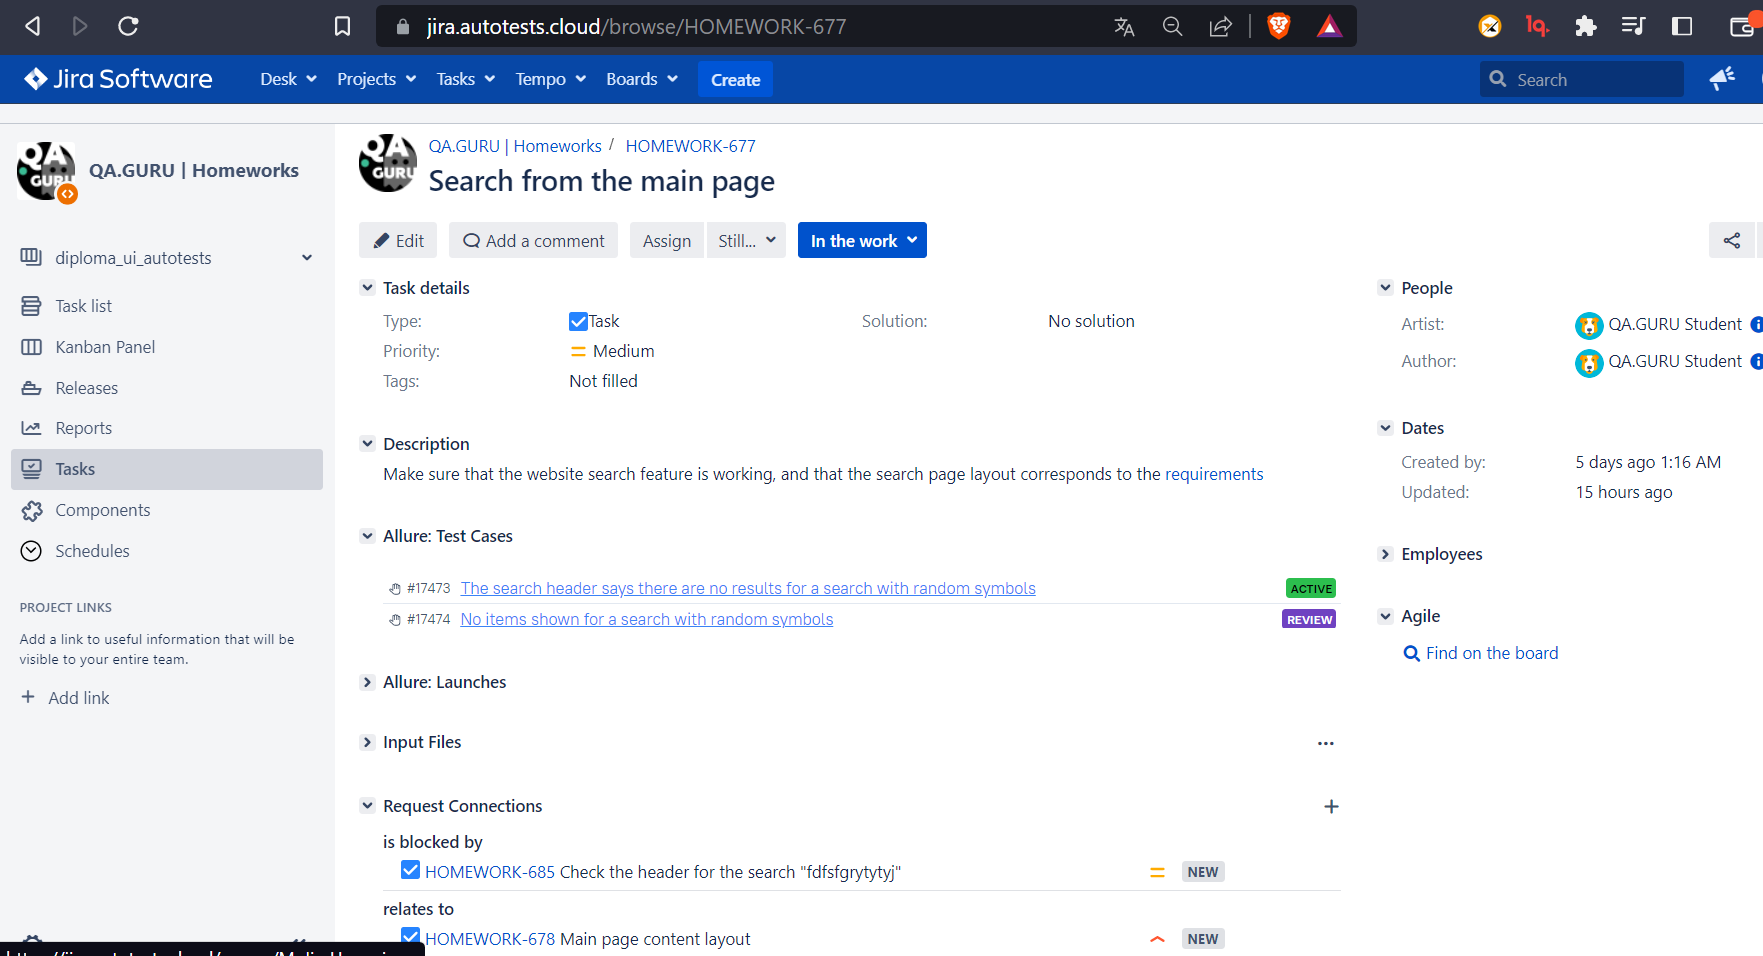 jira.autotests.cloud/browse/HOMEWORK-677
1q.
Jira Software
Desk
Projects
Tasks
Tempo
Boards
Create
Search
QA GURU
QA.GURU | Homeworks
diploma_ui_autotests
Task list
Kanban Panel
Releases
Reports
Tasks
Components
Schedules
PROJECT LINKS
Add a link to useful information that will be
visible to your entire team.
+ Add link
QA GURU
QA.GURU | Homeworks / HOMEWORK-677
Search from the main page
Edit
Add a comment
Assign
Still...
In the work
Task details
Type: Task
Solution: No solution
Priority: Medium
Tags: Not filled
Description
Make sure that the website search feature is working, and that the search page layout corresponds to the requirements
Allure: Test Cases
#17473 The search header says there are no results for a search with random symbols ACTIVE
#17474 No items shown for a search with random symbols REVIEW
Allure: Launches
Input Files ...
Request Connections +
is blocked by
HOMEWORK-685 Check the header for the search "fdfsfgrytytyj" NEW
relates to
HOMEWORK-678 Main page content layout NEW
People
Artist: QA.GURU Student
Author: QA.GURU Student
Dates
Created by: 5 days ago 1:16 AM
Updated: 15 hours ago
Employees
Agile
Find on the board